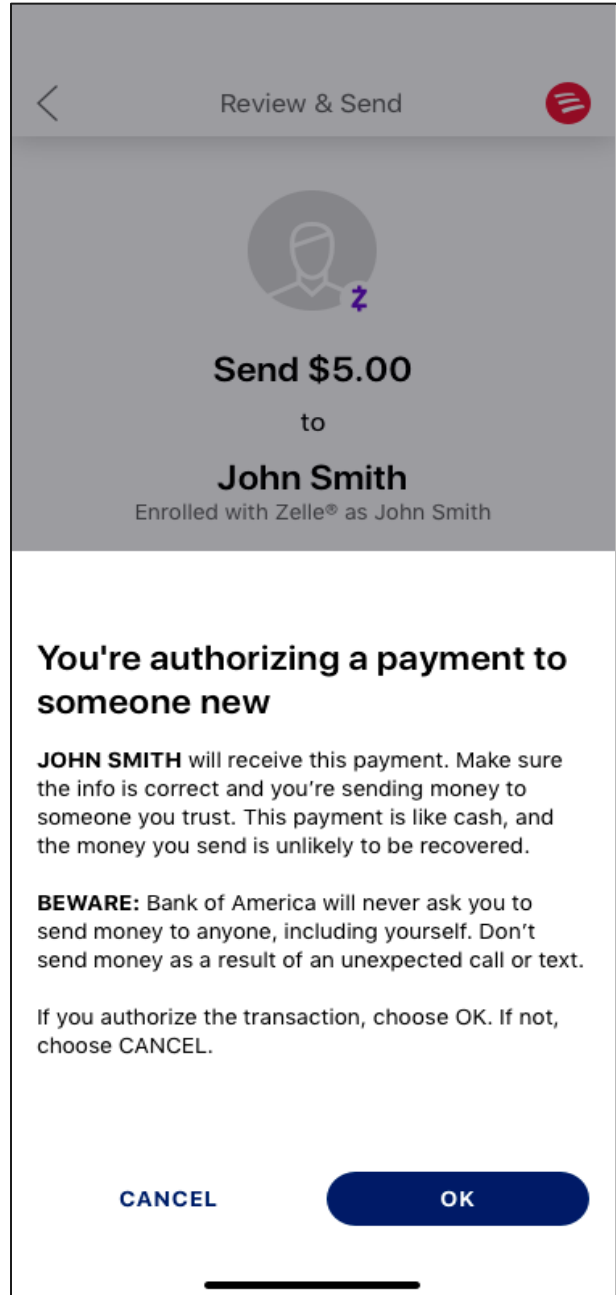 Review & Send
Send $5.00
to
John Smith
Enrolled with Zelle® as John Smith
You're authorizing a payment to
someone new
JOHN SMITH will receive this payment. Make sure
the info is correct and you’re sending money to
someone you trust. This payment is like cash, and
the money you send is unlikely to be recovered.
BEWARE: Bank of America will never ask you to
send money to anyone, including yourself. Don’t
send money as a result of an unexpected call or text.
If you authorize the transaction, choose OK. If not,
choose CANCEL.
CANCEL OK